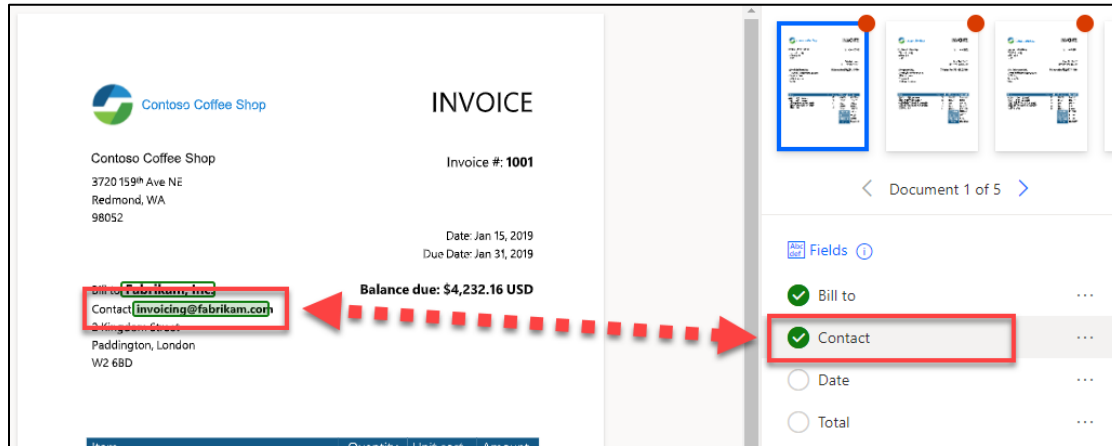 Contoso Coffee Shop
INVOICE
Contoso Coffee Shop
Invoice #: 1001
3720 159th Ave NE
Redmond, WA
98052
Date: Jan 15, 2019
Due Date: Jan 31, 2019
Bill to: Fabrikam, Inc.
Balance due: $4,232.16 USD
Contact: invoicing@fabrikam.com
2 Kingdom Street
Paddington, London
W2 6BD
Item Quantity Unit cost Amount
Document 1 of 5
Abc def Fields
Bill to
Contact
Date
Total